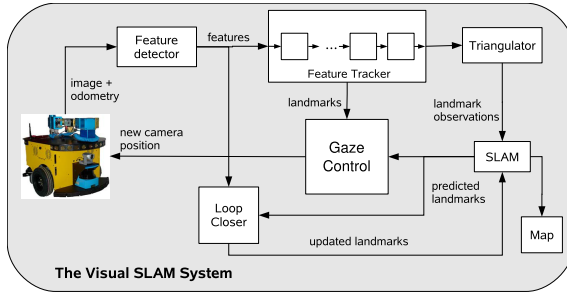 Feature
detector
features
...
Feature Tracker
Triangulator
image +
odometry
landmarks
landmark
observations
new camera
position
Gaze
Control
SLAM
predicted
landmarks
Loop
Closer
Map
updated landmarks
The Visual SLAM System